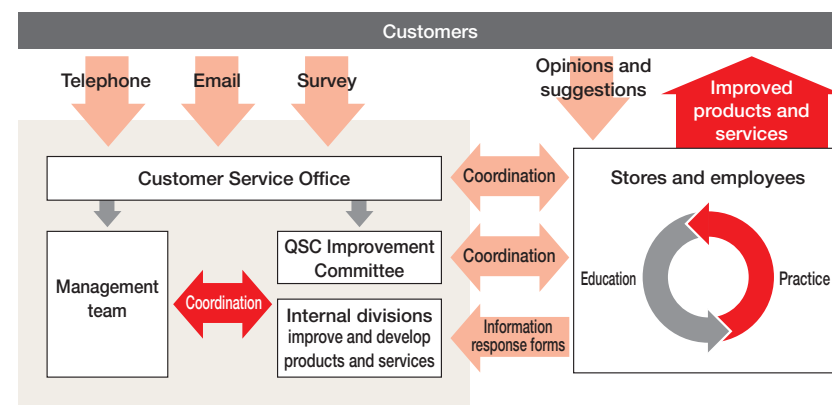 Customers
Telephone
Email
Survey
Opinions and
suggestions
Improved
products and
services
Customer Service Office
Coordination
Stores and employees
Management
team
Coordination
QSC Improvement
Committee
Coordination
Internal divisions
improve and develop
products and services
Information
response forms
Education
Practice